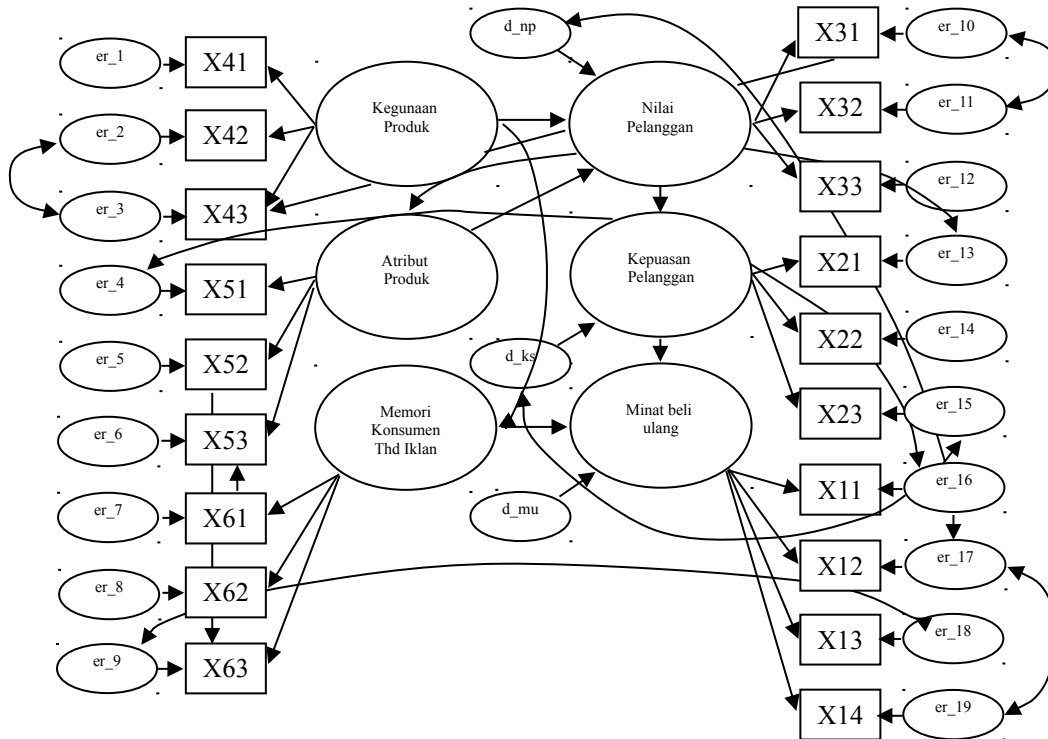 er_1
X41
er_2
X42
er_3
X43
er_4
X51
er_5
X52
er_6
X53
er_7
X61
er_8
X62
er_9
X63
Kegunaan
Produk
Atribut
Produk
Memori
Konsumen
Thd Iklan
d_np
Nilai
Pelanggan
Kepuasan
Pelanggan
d_ks
Minat beli
ulang
d_mu
X31
er_10
X32
er_11
X33
er_12
X21
er_13
X22
er_14
X23
er_15
X11
er_16
X12
er_17
X13
er_18
X14
er_19